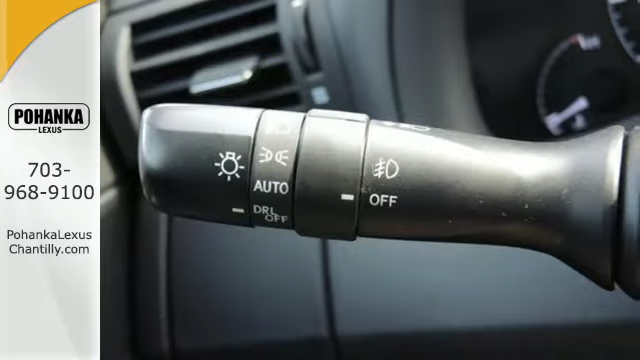 POHANKA
LEXUS
703-
968-9100
PohankaLexus
Chantilly.com
AUTO
DRL
OFF
OFF